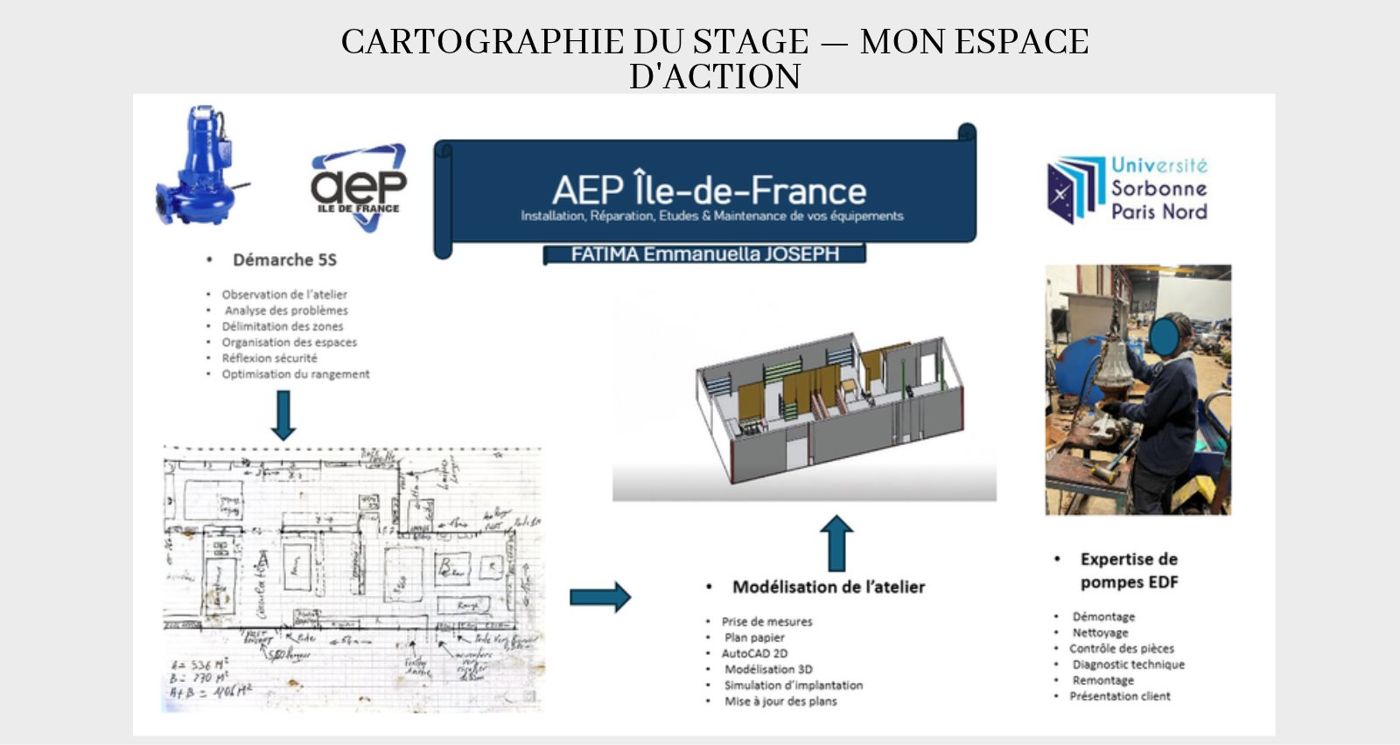 CARTOGRAPHIE DU STAGE — MON ESPACE
D'ACTION
aeP
ILE DE FRANCE
AEP Île-de-France
Installation, Réparation, Etudes & Maintenance de vos équipements
FATIMA Emmanuella JOSEPH
Université
Sorbonne
Paris Nord
• Démarche 5S
• Observation de l'atelier
• Analyse des problèmes
• Délimitation des zones
• Organisation des espaces
• Réflexion sécurité
• Optimisation du rangement
A = 536 M²
B = 770 M²
• Modélisation de l'atelier
• Prise de mesures
• Plan papier
• AutoCAD 2D
• Modélisation 3D
• Simulation d'implantation
• Mise à jour des plans
• Expertise de
pompes EDF
• Démontage
• Nettoyage
• Contrôle des pièces
• Diagnostic technique
• Remontage
• Présentation client